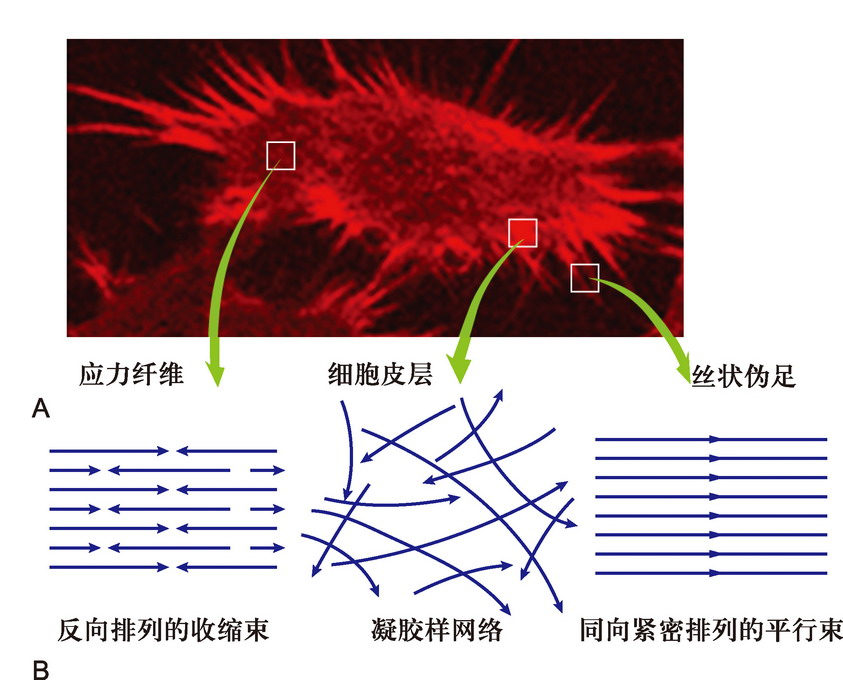 应力纤维
细胞皮层
丝状伪足
A
反向排列的收缩束
凝胶样网络
同向紧密排列的平行束
B